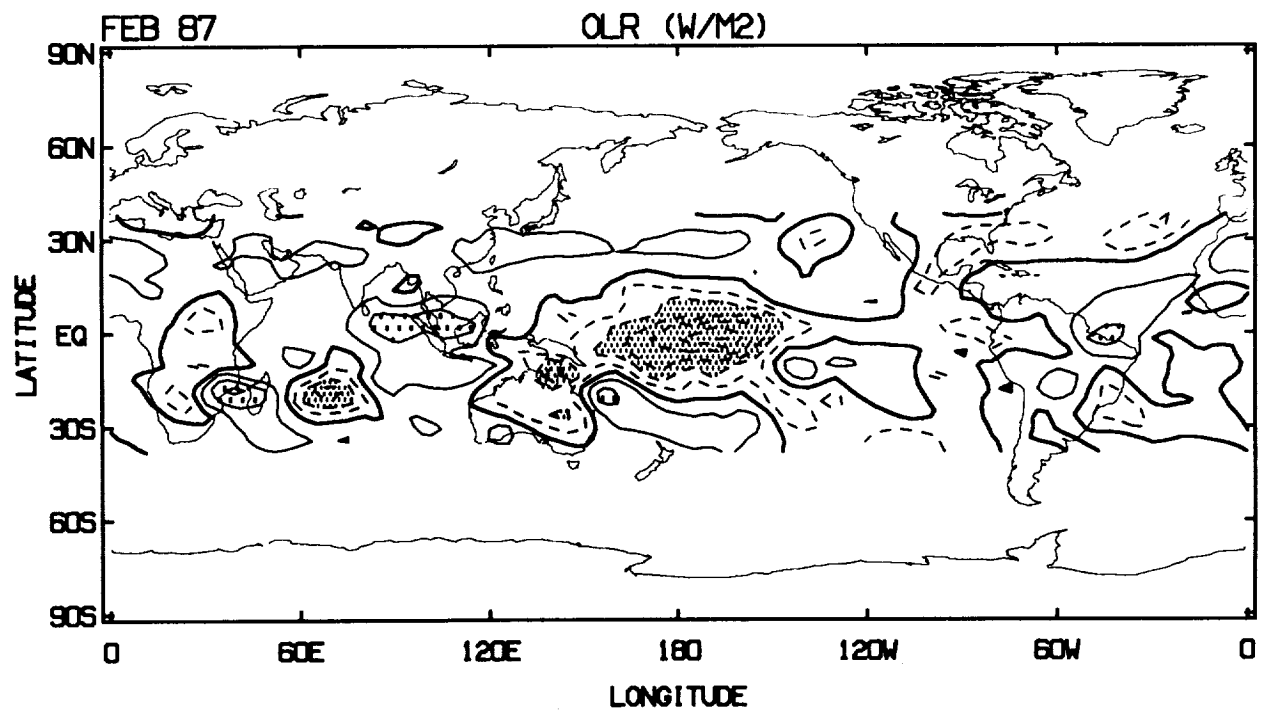 FEB 87 OLR (W/M2)
90N
60N
30N
EQ
30S
60S
90S
LATITUDE
0 60E 120E 180 120W 60W 0
LONGITUDE